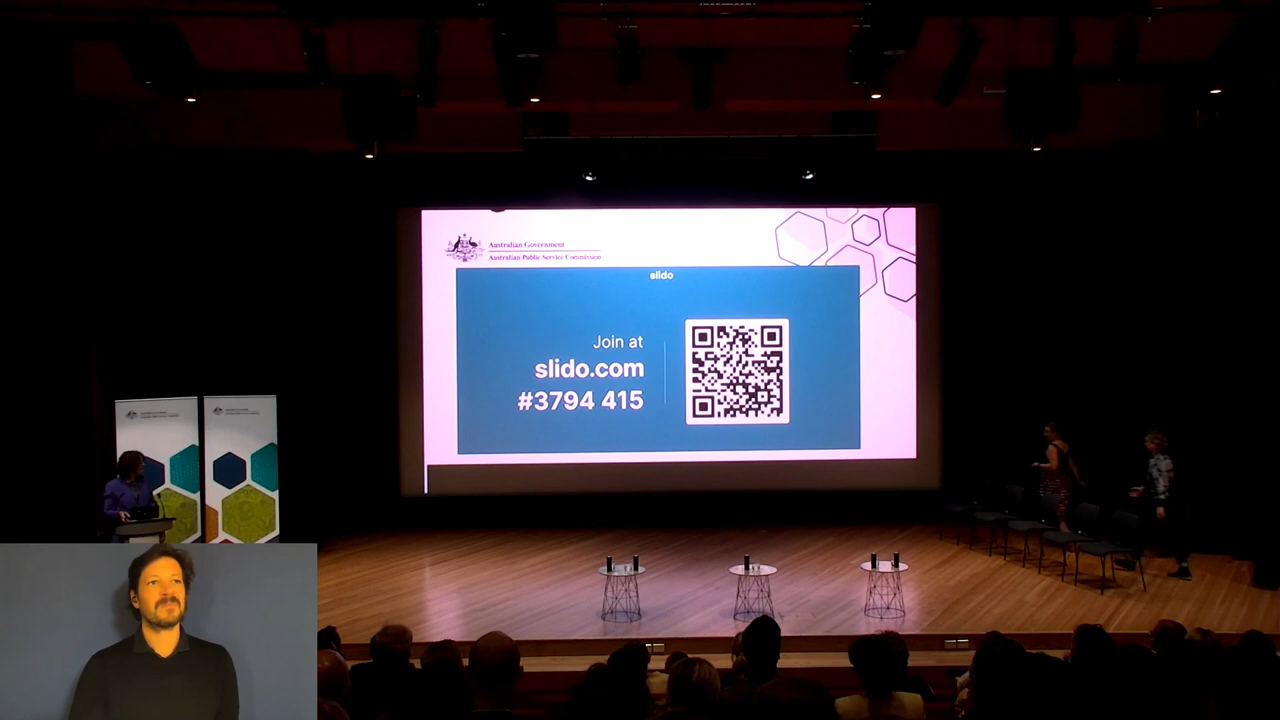 Australian Government
Australian Public Service Commission
slido
Join at
slido.com
#3794 415